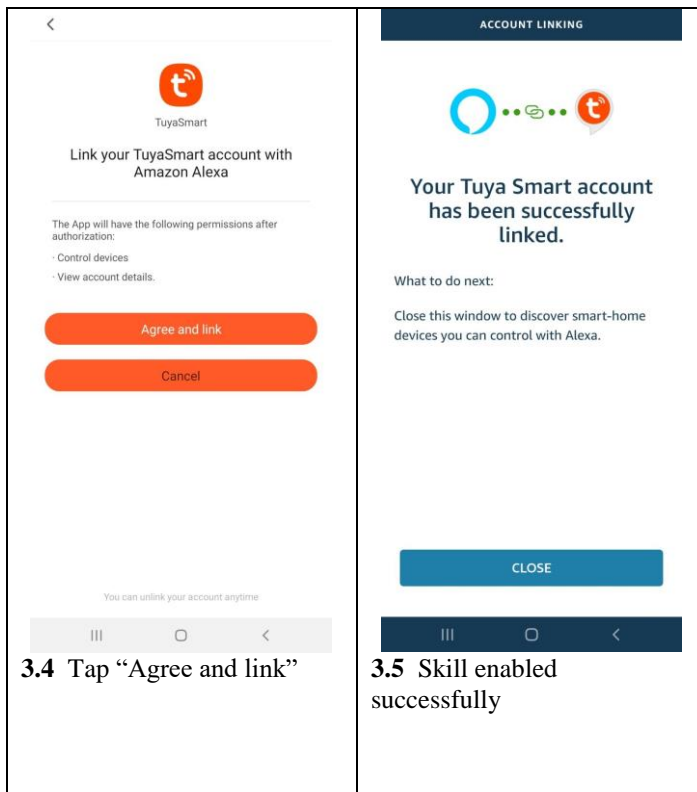 TuyaSmart
Link your TuyaSmart account with
Amazon Alexa
The App will have the following permissions after
authorization:
· Control devices
· View account details.
Agree and link
Cancel
You can unlink your account anytime
3.4 Tap “Agree and link”
ACCOUNT LINKING
Your Tuya Smart account
has been successfully
linked.
What to do next:
Close this window to discover smart-home
devices you can control with Alexa.
CLOSE
3.5 Skill enabled
successfully